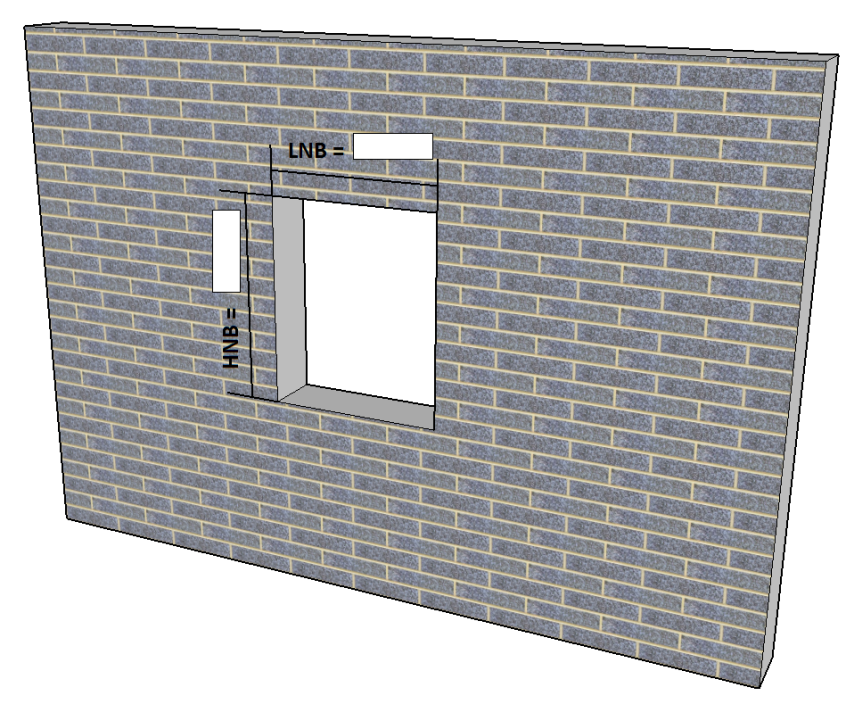 LNB =
HNB =